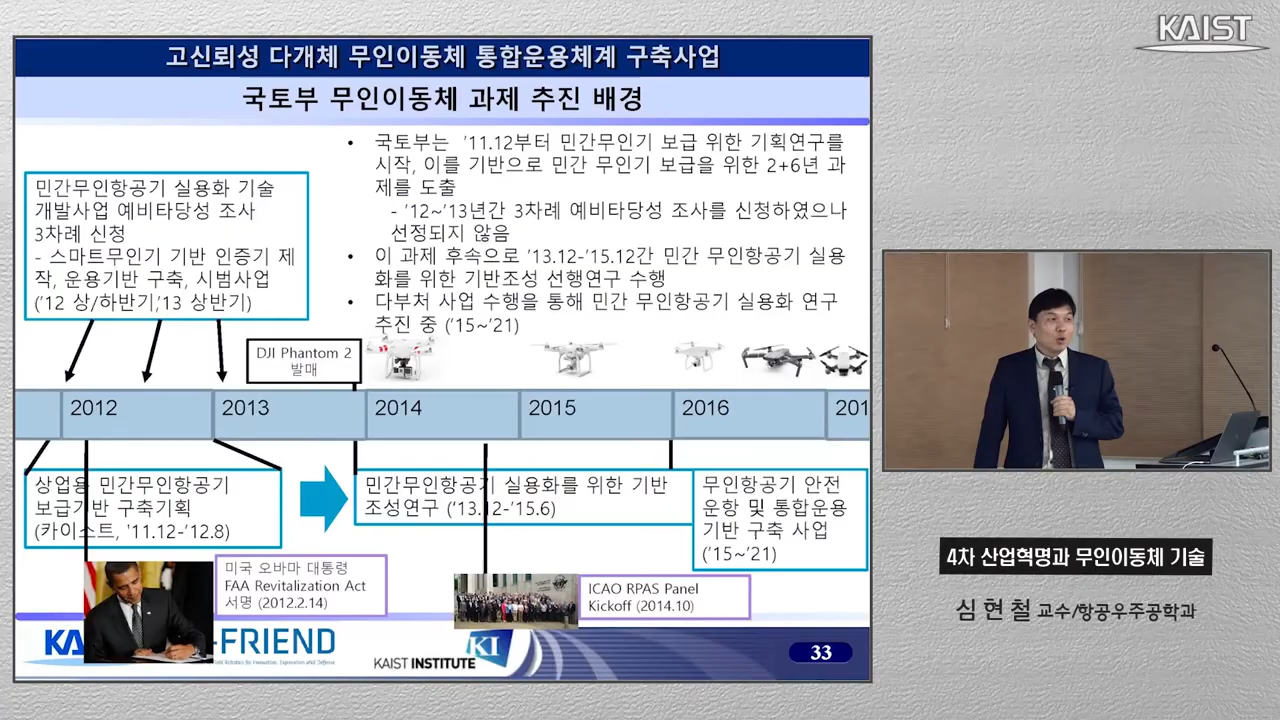 KAIST
고신뢰성 다개체 무인이동체 통합운용체계 구축사업
국토부 무인이동체 과제 추진 배경
• 국토부는 '11.12부터 민간무인기 보급 위한 기획연구를
시작, 이를 기반으로 민간 무인기 보급을 위한 2+6년 과
제를 도출
- '12~'13년간 3차례 예비타당성 조사를 신청하였으나
선정되지 않음
• 이 과제 후속으로 '13.12-'15.12간 민간 무인항공기 실용
화를 위한 기반조성 선행연구 수행
• 다부처 사업 수행을 통해 민간 무인항공기 실용화 연구
추진 중 ('15~'21)
민간무인항공기 실용화 기술
개발사업 예비타당성 조사
3차례 신청
- 스마트무인기 기반 인증기 제
작, 운용기반 구축, 시범사업
('12 상/하반기,'13 상반기)
DJI Phantom 2
발매
2012
2013
2014
2015
2016
201
상업용 민간무인항공기
보급기반 구축기획
(카이스트, '11.12-'12.8)
민간무인항공기 실용화를 위한 기반
조성연구 ('13.12-'15.6)
무인항공기 안전
운항 및 통합운용
기반 구축 사업
('15~'21)
미국 오바마 대통령
FAA Revitalization Act
서명 (2012.2.14)
ICAO RPAS Panel
Kickoff (2014.10)
KA
-FRIEND
KAIST INSTITUTE
KI
33
4차 산업혁명과 무인이동체 기술
심 현 철 교수/항공우주공학과